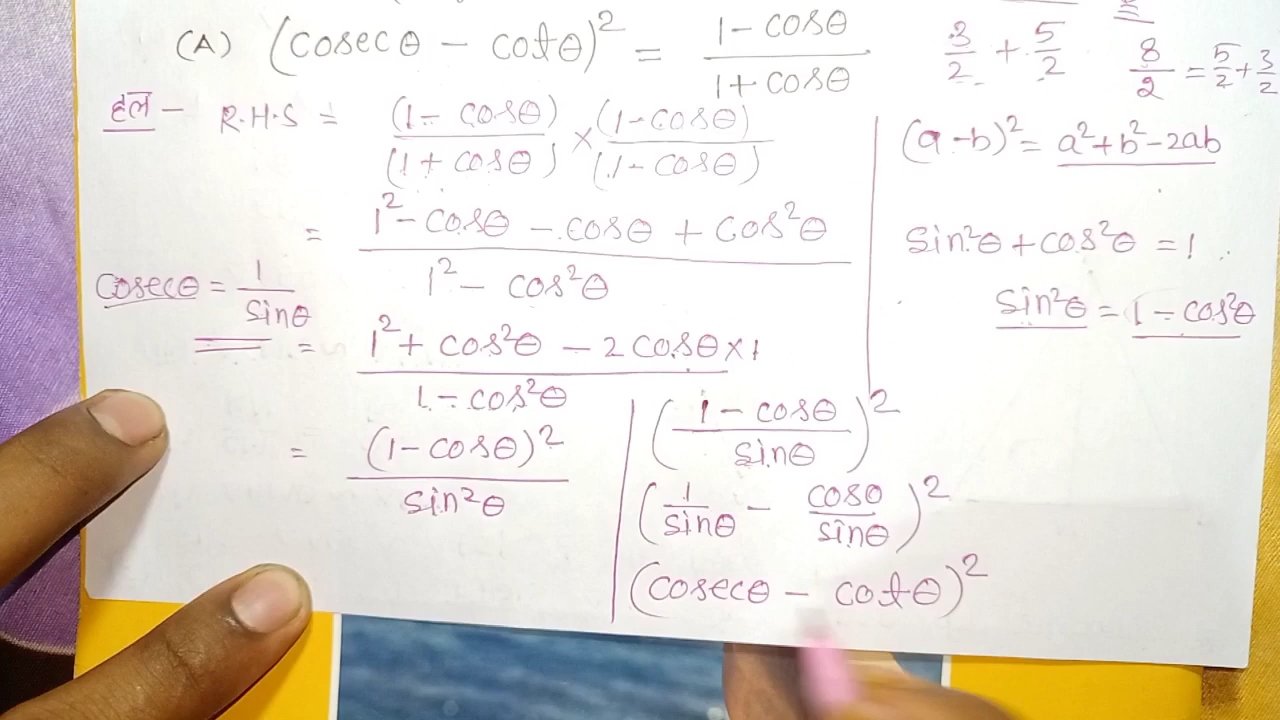 (A) (cosecθ - cotθ)² = (1 - cosθ)/(1 + cosθ)
3/2 + 5/2
8/2 = 5/2 + 3/2
हल - R.H.S = (1 - cosθ)/(1 + cosθ) × (1 - cosθ)/(1 - cosθ)
= (1² - cosθ - cosθ + cos²θ)/(1² - cos²θ)
cosecθ = 1/sinθ
= (1² + cos²θ - 2cosθ×1)/(1 - cos²θ)
= (1 - cosθ)²/sin²θ
((1 - cosθ)/sinθ)²
(1/sinθ - cosθ/sinθ)²
(cosecθ - cotθ)²
(a - b)² = a² + b² - 2ab
sin²θ + cos²θ = 1
sin²θ = 1 - cos²θ